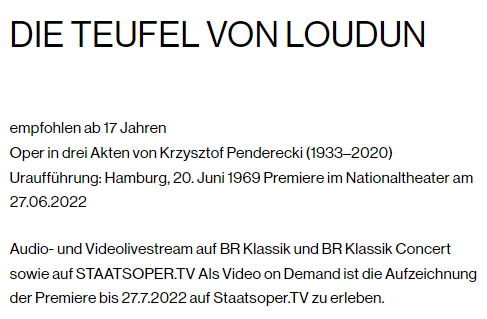 DIE TEUFEL VON LOUDUN
empfohlen ab 17 Jahren
Oper in drei Akten von Krzysztof Penderecki (1933–2020)
Uraufführung: Hamburg, 20. Juni 1969 Premiere im Nationaltheater am
27.06.2022
Audio- und Videolivestream auf BR Klassik und BR Klassik Concert
sowie auf STAATSOPER.TV Als Video on Demand ist die Aufzeichnung
der Premiere bis 27.7.2022 auf Staatsoper.TV zu erleben.